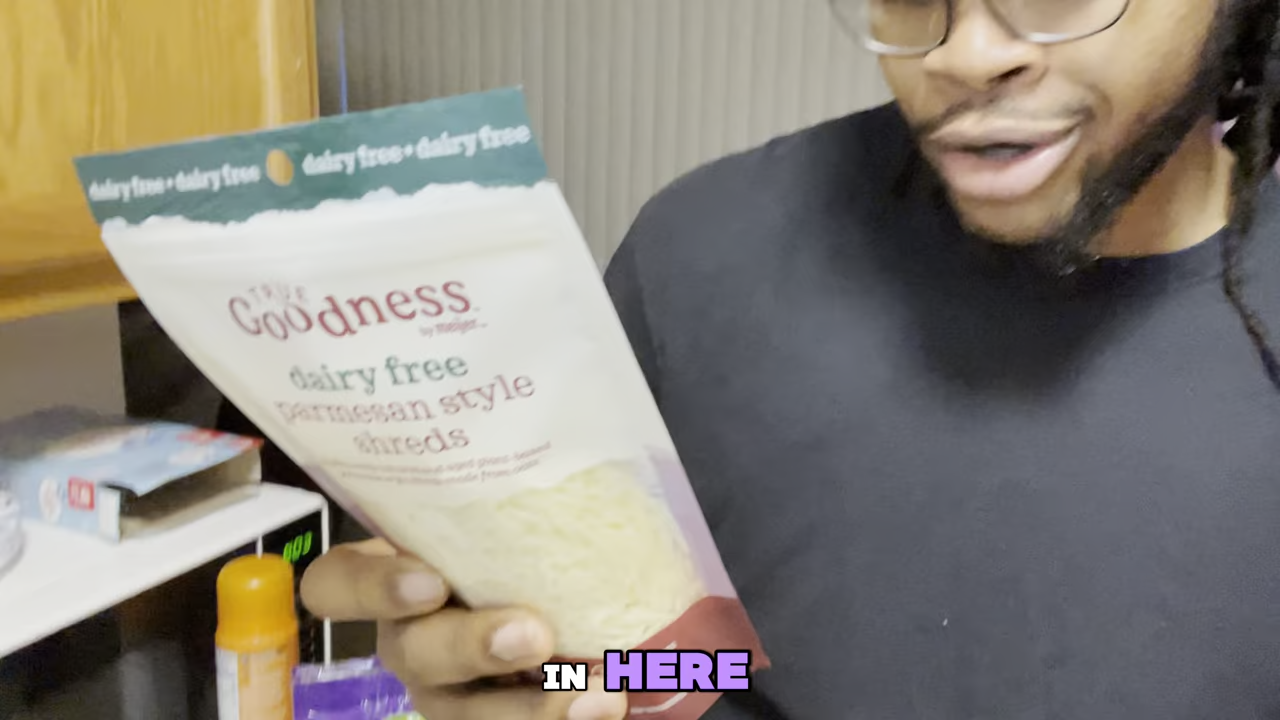 dairy free • dairy free dairy free • dairy free
TRUE
Goodness
by meijer
dairy free
parmesan style
shreds
IN HERE